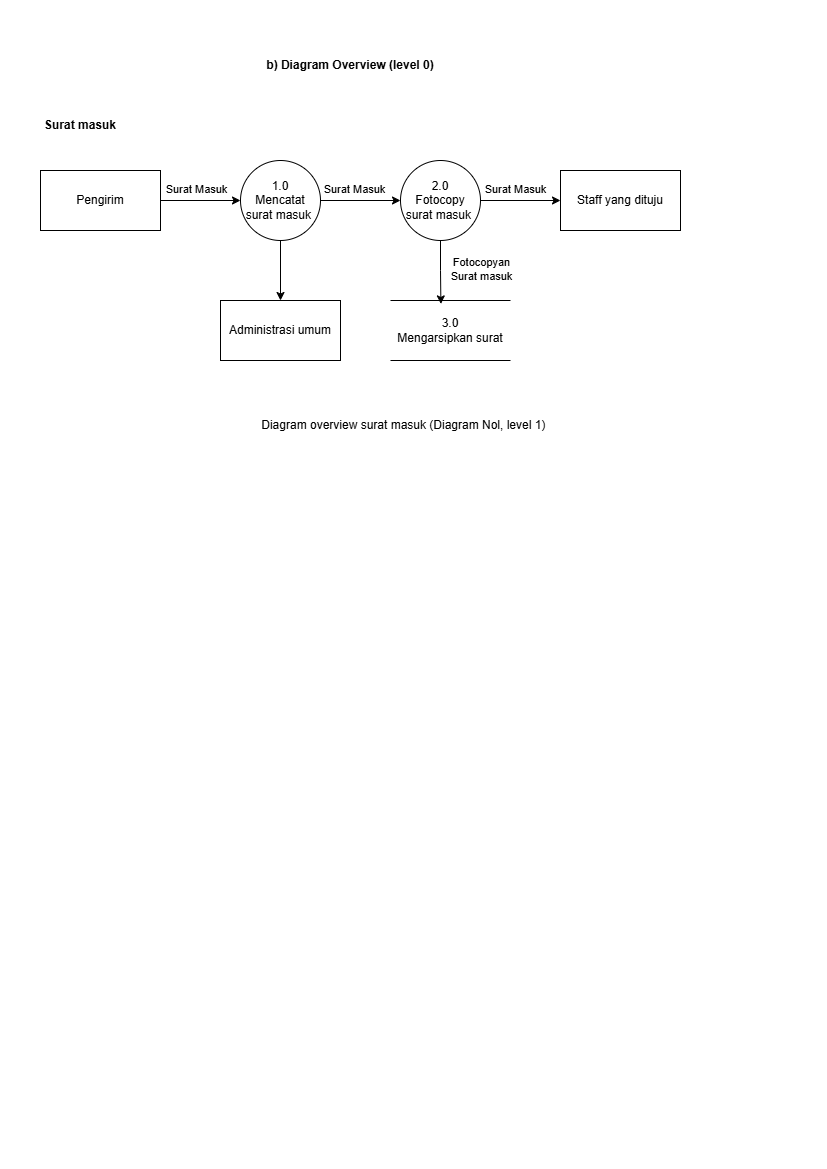 b) Diagram Overview (level 0)
Surat masuk
Pengirim
Surat Masuk
1.0
Mencatat
surat masuk
Surat Masuk
2.0
Fotocopy
surat masuk
Surat Masuk
Staff yang dituju
Fotocopyan
Surat masuk
Administrasi umum
3.0
Mengarsipkan surat
Diagram overview surat masuk (Diagram Nol, level 1)